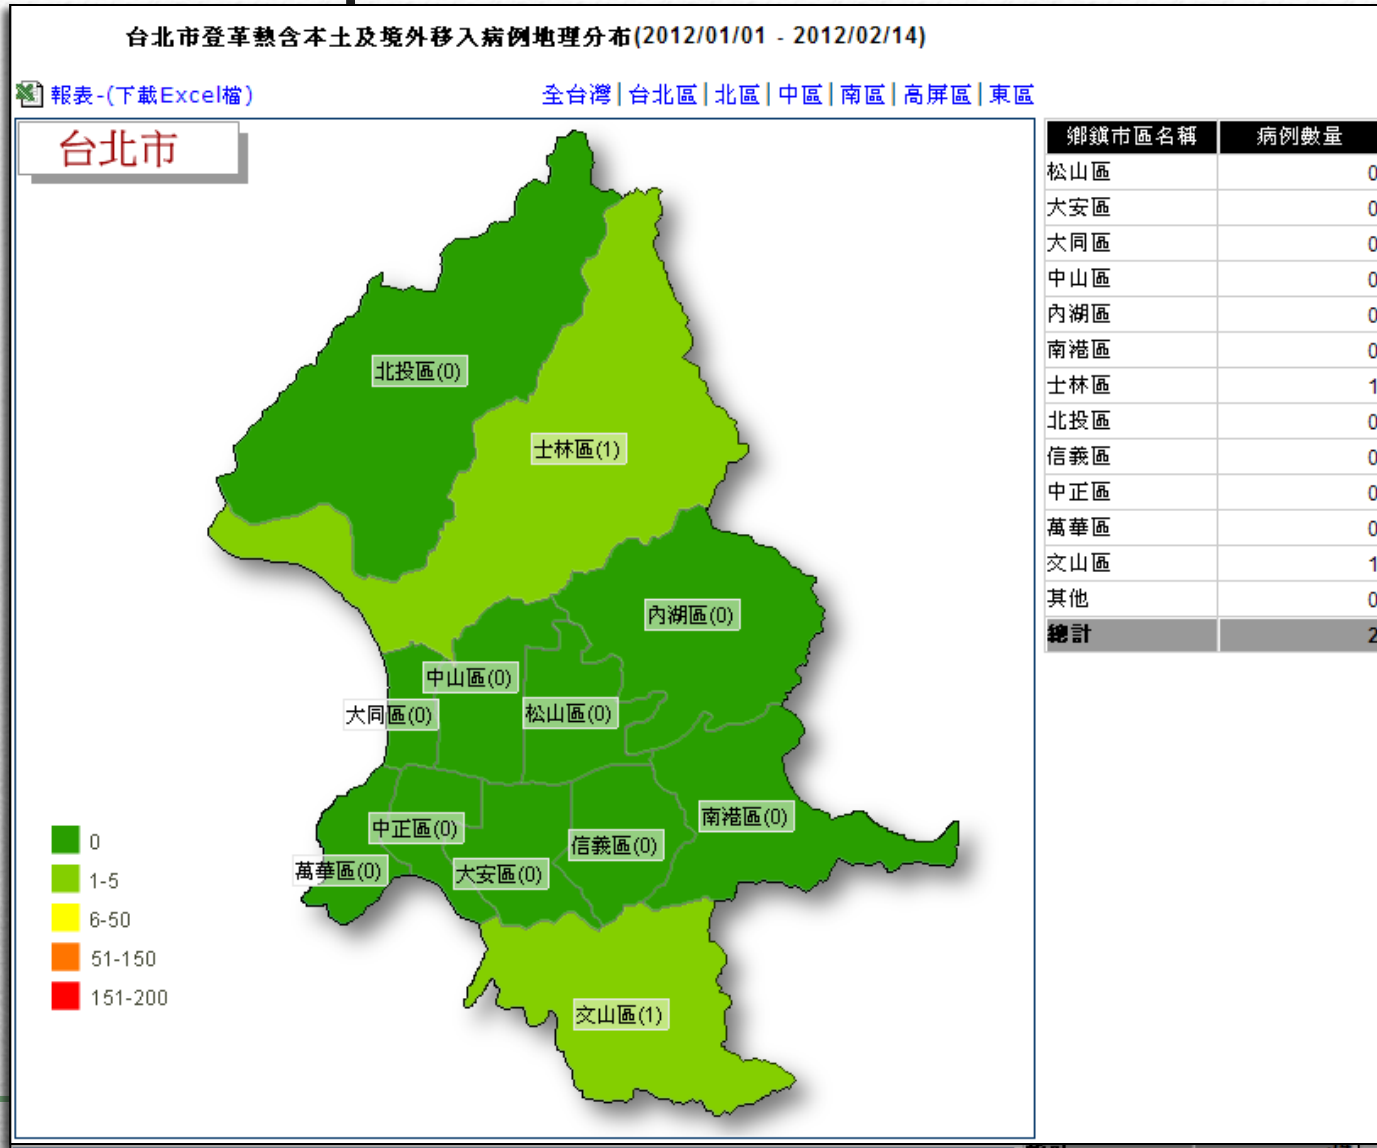 台北市登革熱含本土及境外移入病例地理分布(2012/01/01 - 2012/02/14)
報表-(下載Excel檔)
全台灣|台北區|北區|中區|南區|高屏區|東區
台北市
北投區(0)
士林區(1)
內湖區(0)
中山區(0)
大同區(0)
松山區(0)
南港區(0)
中正區(0)
信義區(0)
萬華區(0)
大安區(0)
文山區(1)
0
1-5
6-50
51-150
151-200
鄉鎮市區名稱 病例數量
松山區 0
大安區 0
大同區 0
中山區 0
內湖區 0
南港區 0
士林區 1
北投區 0
信義區 0
中正區 0
萬華區 0
文山區 1
其他 0
總計 2